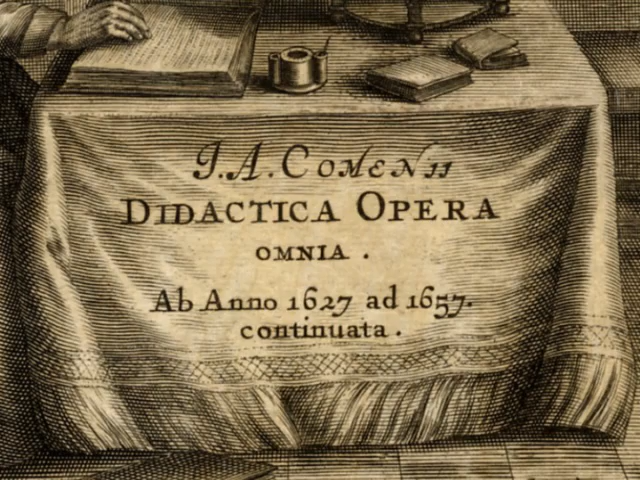 J. A. COMENII
DIDACTICA OPERA
OMNIA.
Ab Anno 1627 ad 1657.
continuata.